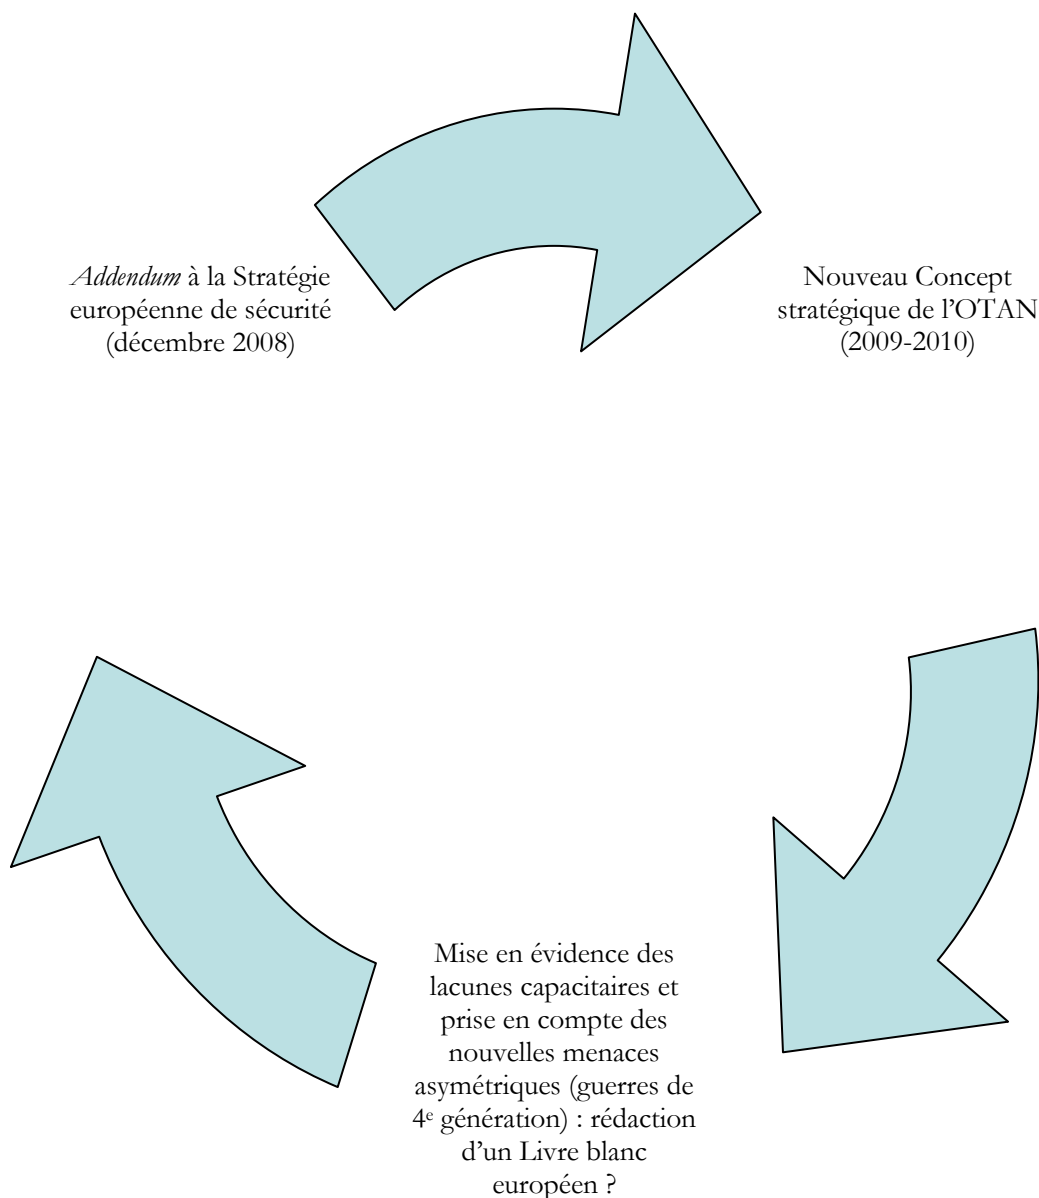 Addendum à la Stratégie
européenne de sécurité
(décembre 2008)
Nouveau Concept
stratégique de l’OTAN
(2009-2010)
Mise en évidence des
lacunes capacitaires et
prise en compte des
nouvelles menaces
asymétriques (guerres de
4e génération) : rédaction
d’un Livre blanc
européen ?